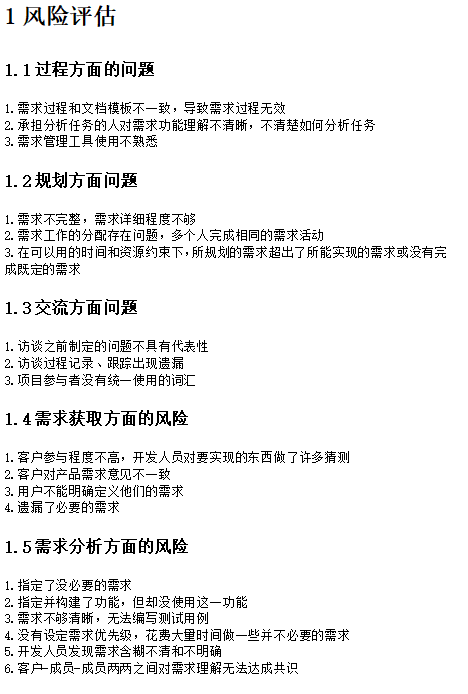 1 风险评估
1.1 过程方面的问题
1.需求过程和文档模板不一致，导致需求过程无效
2.承担分析任务的人对需求功能理解不清晰，不清楚如何分析任务
3.需求管理工具使用不熟悉
1.2 规划方面问题
1.需求不完整，需求详细程度不够
2.需求工作的分配存在问题，多个人完成相同的需求活动
3.在可以用的时间和资源约束下，所规划的需求超出了所能实现的需求或没有完
成既定的需求
1.3 交流方面问题
1.访谈之前制定的问题不具有代表性
2.访谈过程记录、跟踪出现遗漏
3.项目参与者没有统一使用的词汇
1.4 需求获取方面的风险
1.客户参与程度不高，开发人员对要实现的东西做了许多猜测
2.客户对产品需求意见不一致
3.用户不能明确定义他们的需求
4.遗漏了必要的需求
1.5 需求分析方面的风险
1.指定了没必要的需求
2.指定并构建了功能，但却没使用这一功能
3.需求不够清晰，无法编写测试用例
4.没有设定需求优先级，花费大量时间做一些并不必要的需求
5.开发人员发现需求含糊不清和不明确
6.客户-成员-成员两两之间对需求理解无法达成共识